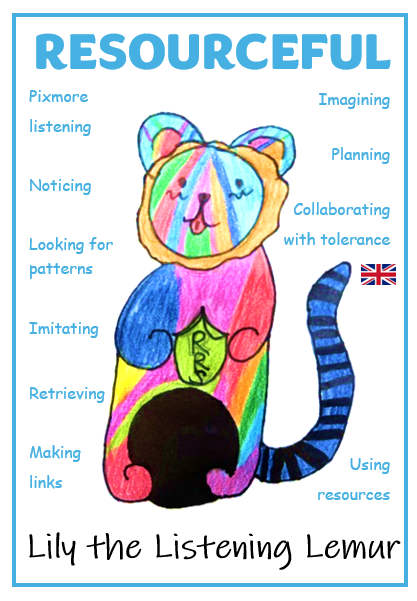 RESOURCEFUL
Pixmore
listening
Noticing
Looking for
patterns
Imitating
Retrieving
Making
links
Imagining
Planning
Collaborating
with tolerance
Using
resources
RRS
Lily the Listening Lemur